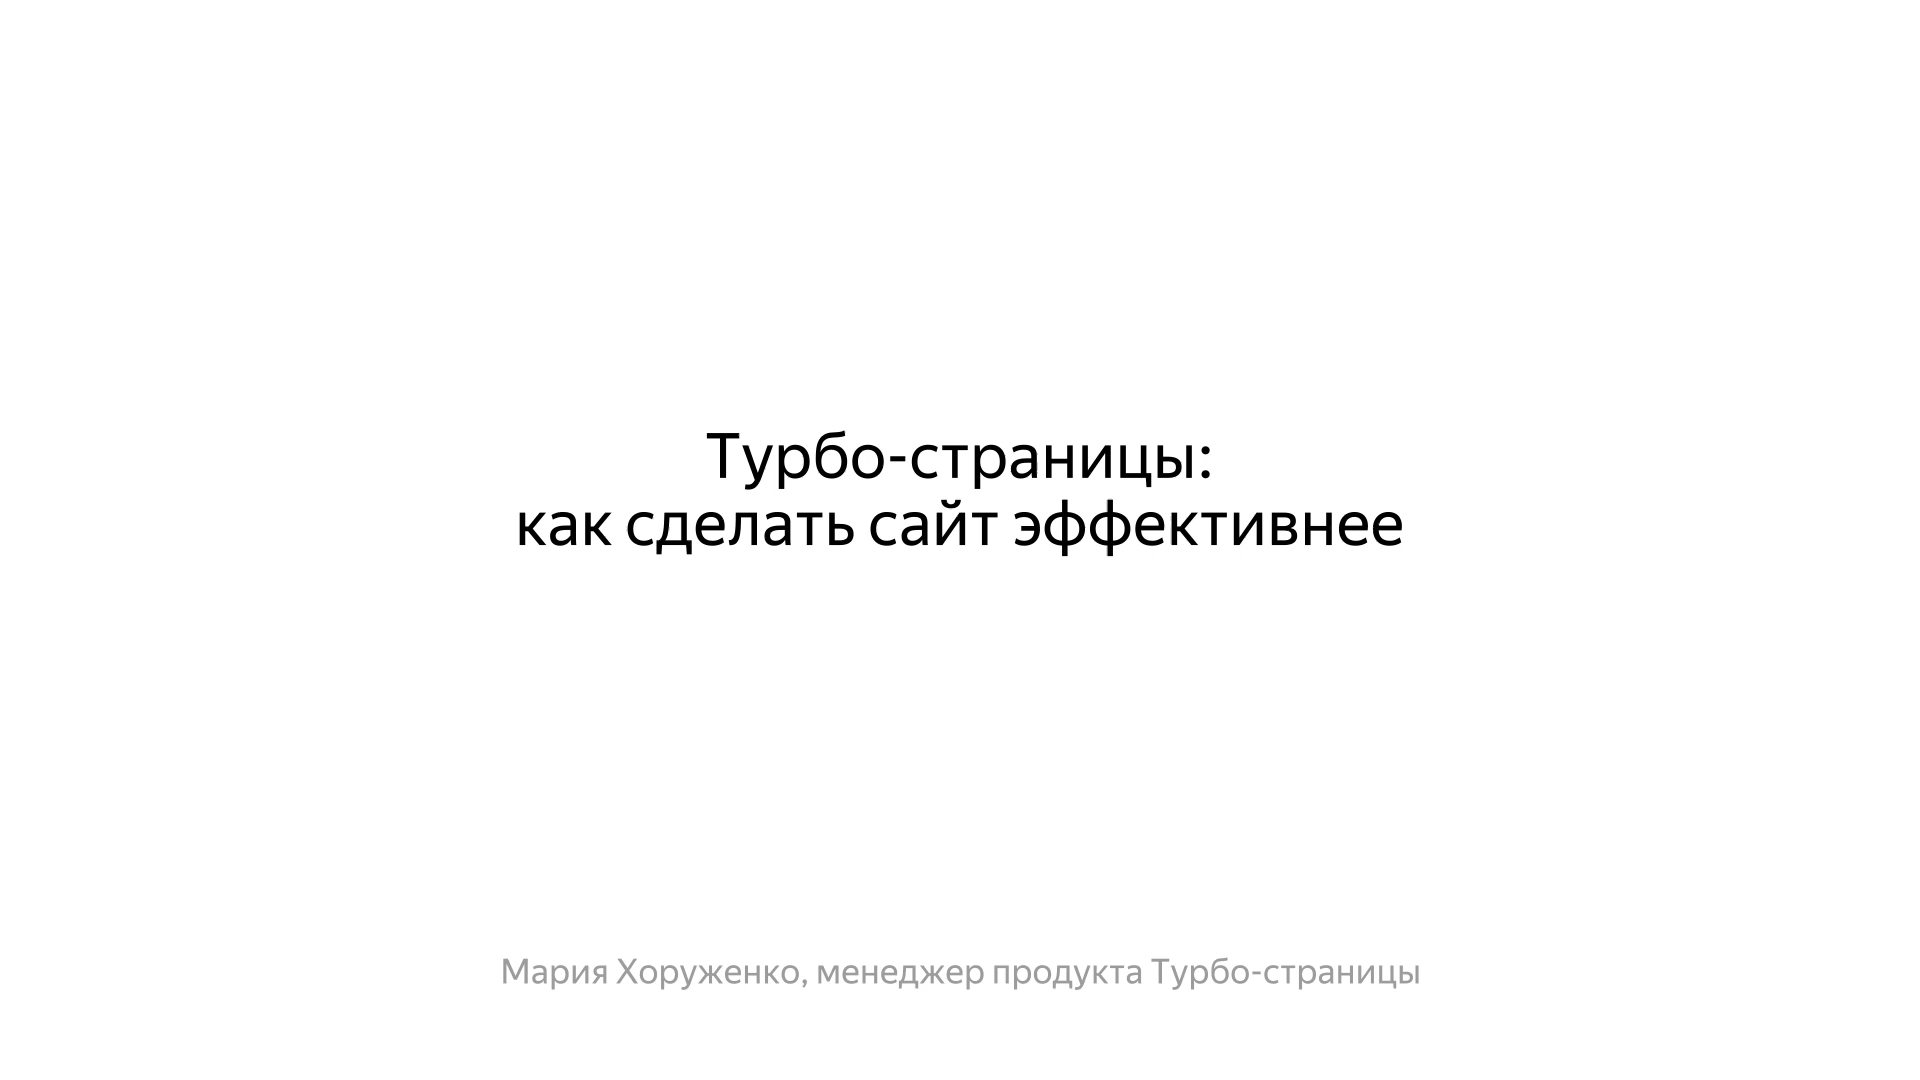 Турбо-страницы:
как сделать сайт эффективнее
Мария Хоруженко, менеджер продукта Турбо-страницы